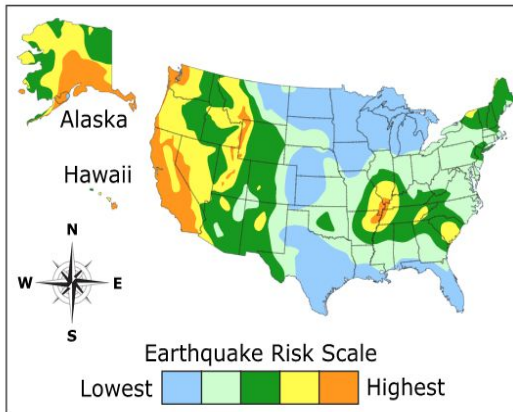 Alaska
Hawaii
N
W E
S
Earthquake Risk Scale
Lowest Highest